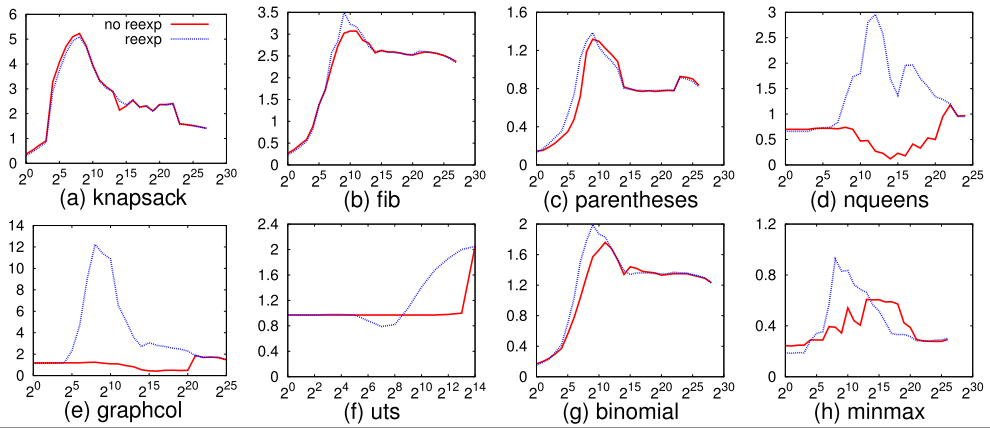 6
5
4
3
2
1
0
no reexp
reexp
2^0 2^5 2^10 2^15 2^20 2^25 2^30
(a) knapsack
3.5
3
2.5
2
1.5
1
0.5
0
2^0 2^5 2^10 2^15 2^20 2^25 2^30
(b) fib
1.6
1.2
0.8
0.4
0
2^0 2^5 2^10 2^15 2^20 2^25 2^30
(c) parentheses
3
2.5
2
1.5
1
0.5
0
2^0 2^5 2^10 2^15 2^20 2^25
(d) nqueens
14
12
10
8
6
4
2
0
2^0 2^5 2^10 2^15 2^20 2^25
(e) graphcol
2.4
2
1.6
1.2
0.8
0.4
0
2^0 2^2 2^4 2^6 2^8 2^10 2^12 2^14
(f) uts
2
1.5
1
0.5
0
2^0 2^5 2^10 2^15 2^20 2^25 2^30
(g) binomial
1.2
0.8
0.4
0
2^0 2^5 2^10 2^15 2^20 2^25 2^30
(h) minmax